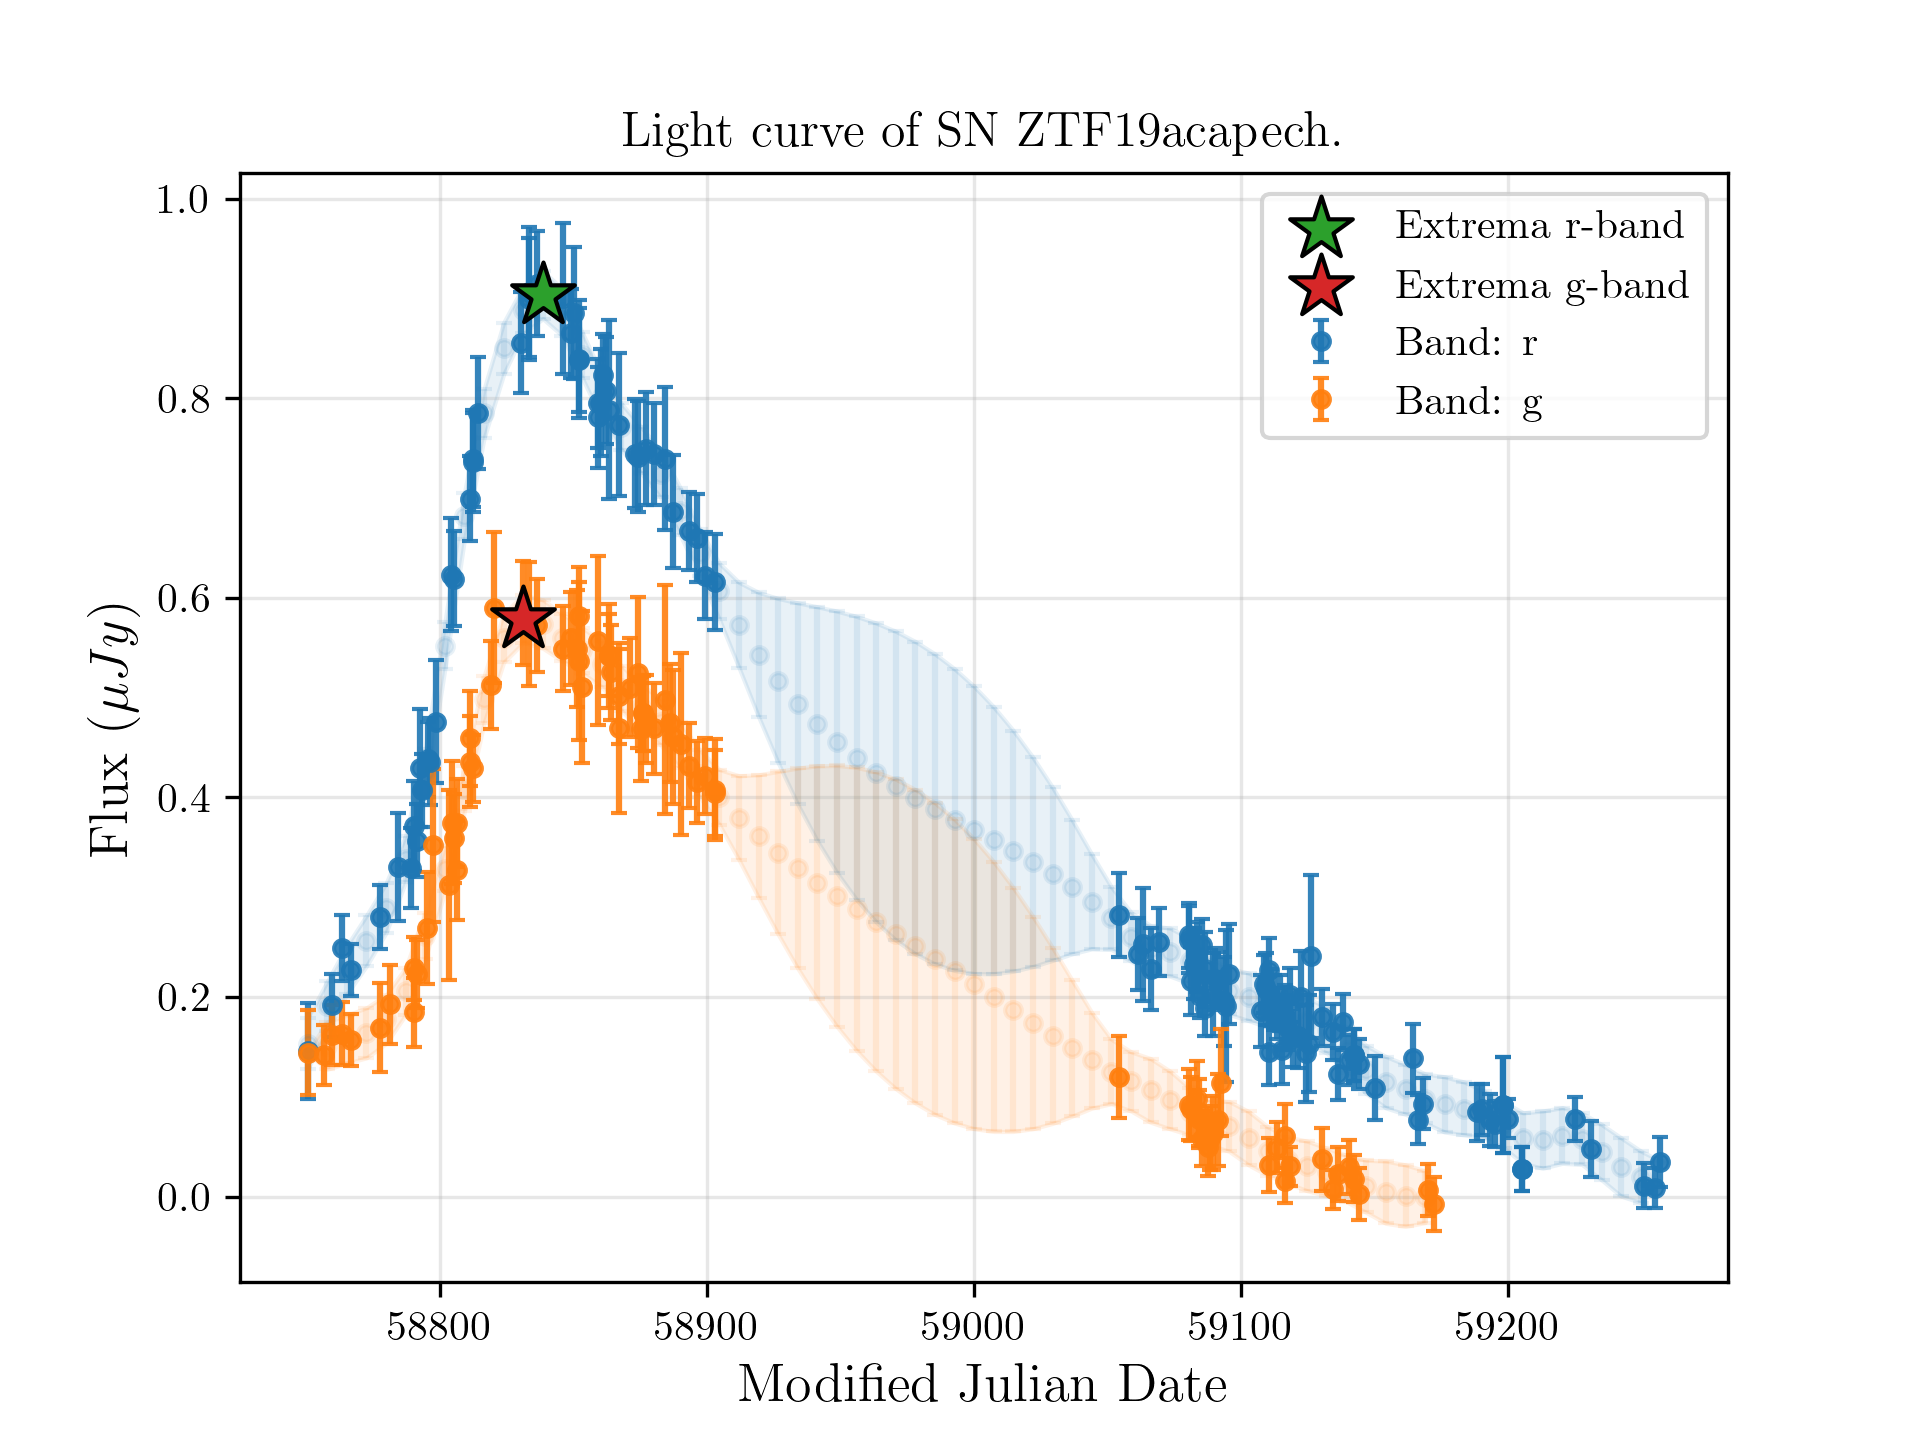 Light curve of SN ZTF19acapech.
Extrema r-band
Extrema g-band
Band: r
Band: g
1.0
0.8
0.6
0.4
0.2
0.0
Flux (μJy)
58800 58900 59000 59100 59200
Modified Julian Date